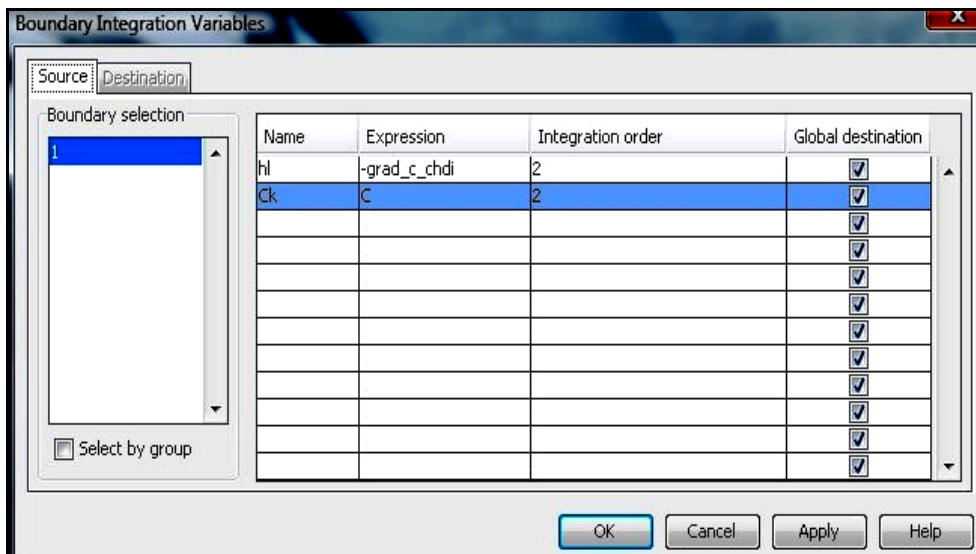 Boundary Integration Variables
X
Source Destination
Boundary selection
1
Select by group
Name Expression Integration order Global destination
hl -grad_c_chdi 2
Ck C 2
OK Cancel Apply Help